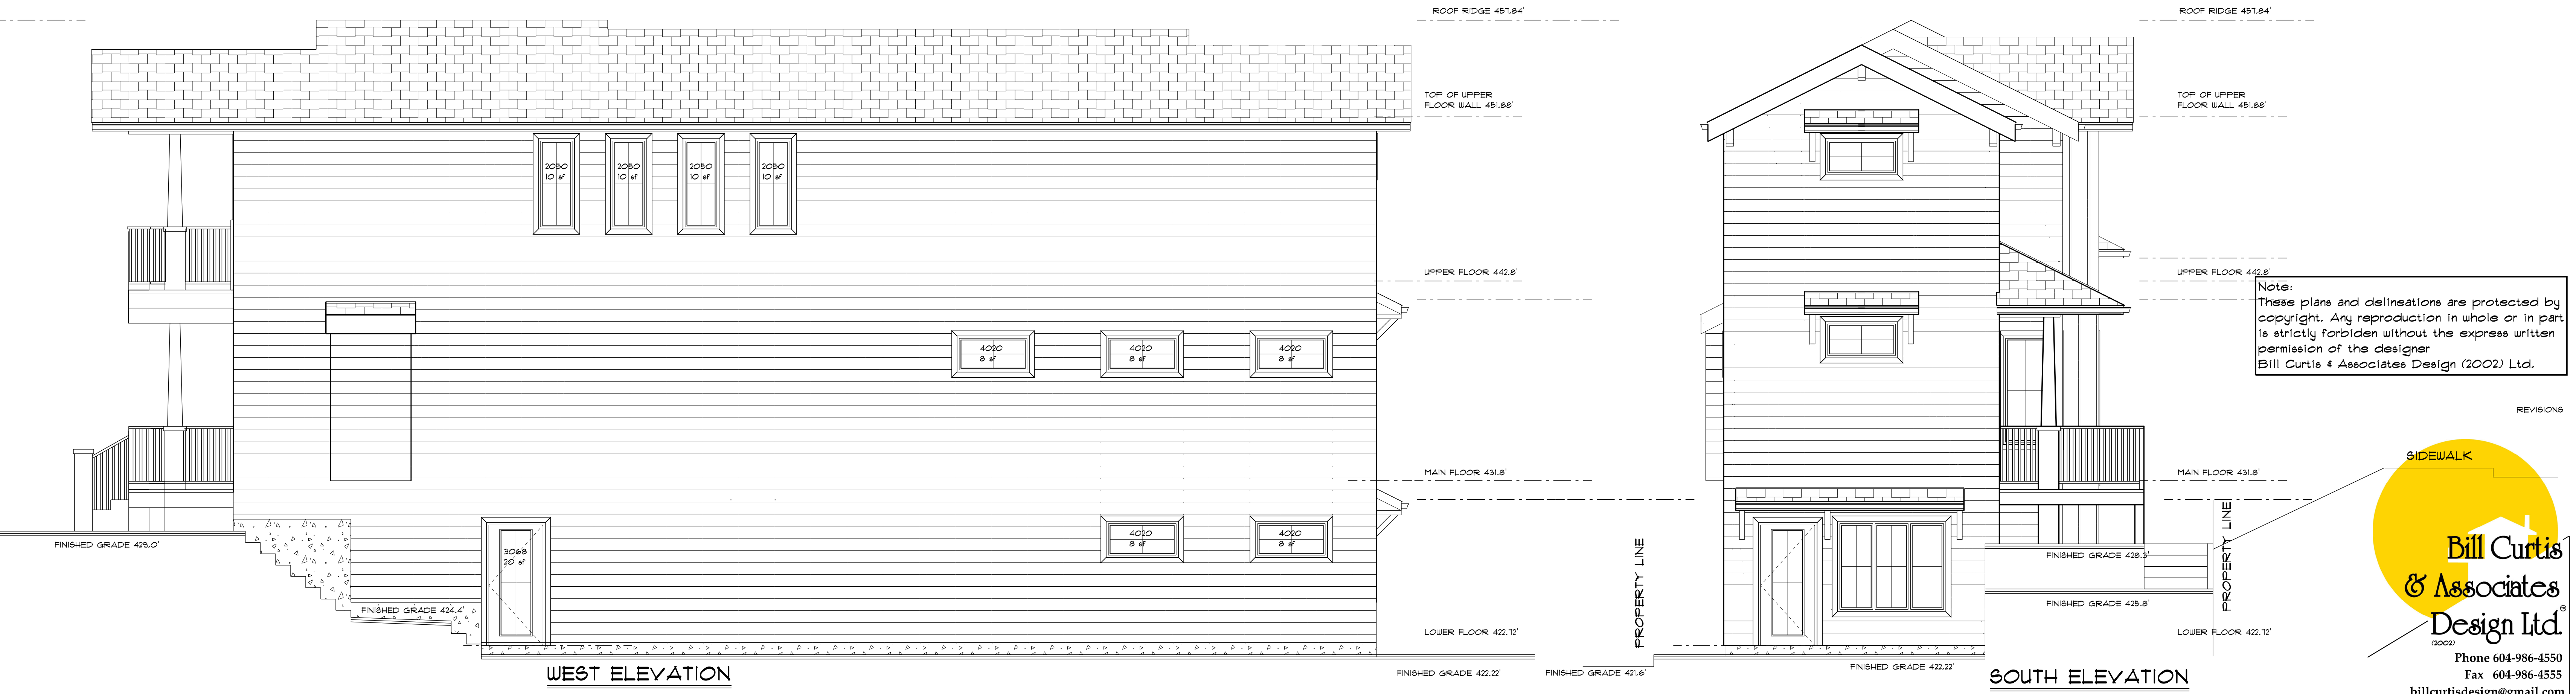 ROOF RIDGE 457.84'
TOP OF UPPER
FLOOR WALL 451.88'
2050
10 sf
2050
10 sf
2050
10 sf
2050
10 sf
UPPER FLOOR 442.8'
4020
8 sf
4020
8 sf
4020
8 sf
MAIN FLOOR 431.8'
4020
8 sf
4020
8 sf
3068
20 sf
FINISHED GRADE 429.0'
FINISHED GRADE 424.4'
LOWER FLOOR 422.72'
FINISHED GRADE 422.22'
WEST ELEVATION
ROOF RIDGE 457.84'
TOP OF UPPER
FLOOR WALL 451.88'
UPPER FLOOR 442.8'
MAIN FLOOR 431.8'
PROPERTY LINE
PROPERTY LINE
FINISHED GRADE 428.3'
FINISHED GRADE 425.8'
LOWER FLOOR 422.72'
FINISHED GRADE 421.6'
FINISHED GRADE 422.22'
SOUTH ELEVATION
Note:
These plans and delineations are protected by
copyright. Any reproduction in whole or in part
is strictly forbiden without the express written
permission of the designer
Bill Curtis & Associates Design (2002) Ltd.
REVISIONS
SIDEWALK
Bill Curtis
& Associates
Design Ltd.
(2002)
Phone 604-986-4550
Fax 604-986-4555
billcurtisdesign@gmail.com